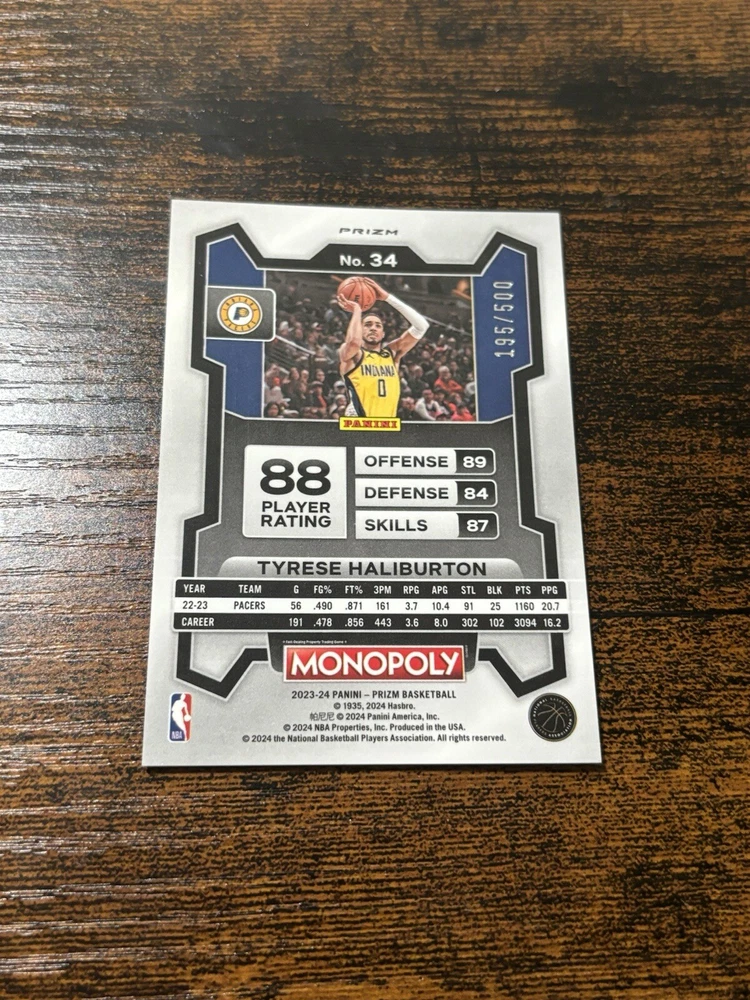 PRIZM
No. 34
195/500
INDIANA
0
PANINI
88
PLAYER
RATING
OFFENSE 89
DEFENSE 84
SKILLS 87
TYRESE HALIBURTON
YEAR TEAM G FG% FT% 3PM RPG APG STL BLK PTS PPG
22-23 PACERS 56 .490 .871 161 3.7 10.4 91 25 1160 20.7
CAREER 191 .478 .856 443 3.6 8.0 302 102 3094 16.2
MONOPOLY
2023-24 PANINI – PRIZM BASKETBALL
© 1935, 2024 Hasbro.
帕尼尼 © 2024 Panini America, Inc.
© 2024 NBA Properties, Inc. Produced in the USA.
© 2024 the National Basketball Players Association. All rights reserved.
NBA